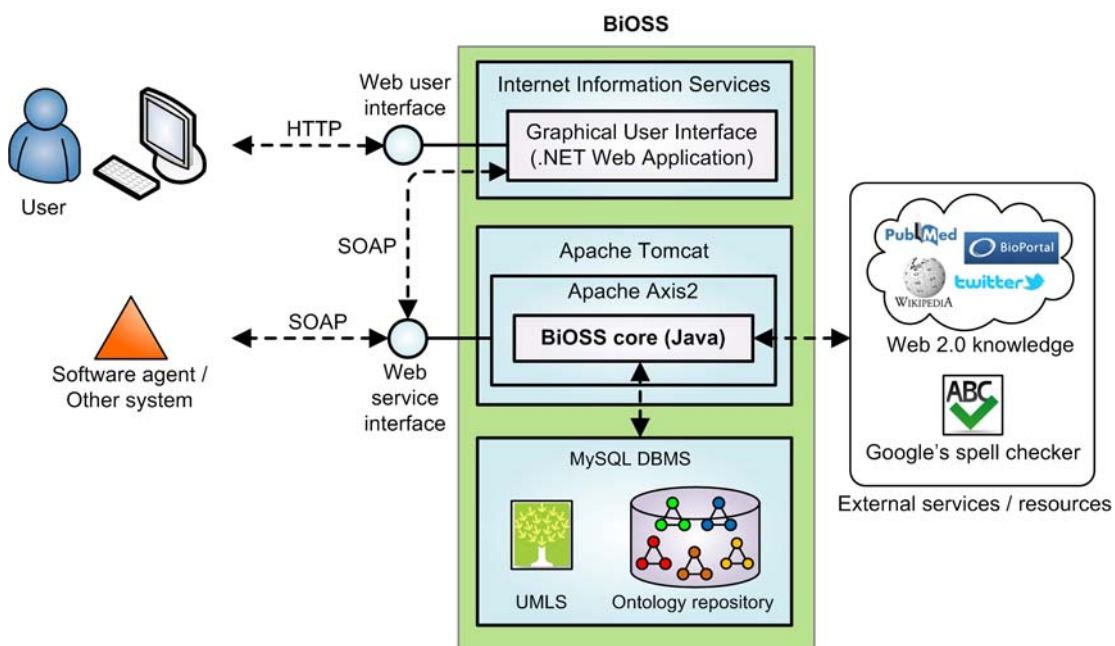 BiOSS
Internet Information Services
Graphical User Interface
(.NET Web Application)
Web user
interface
HTTP
User
SOAP
Apache Tomcat
Apache Axis2
BiOSS core (Java)
SOAP
Software agent /
Other system
Web
service
interface
MySQL DBMS
UMLS
Ontology repository
PubMed
BioPortal
WIKIPEDIA
twitter
Web 2.0 knowledge
ABC
Google's spell checker
External services / resources